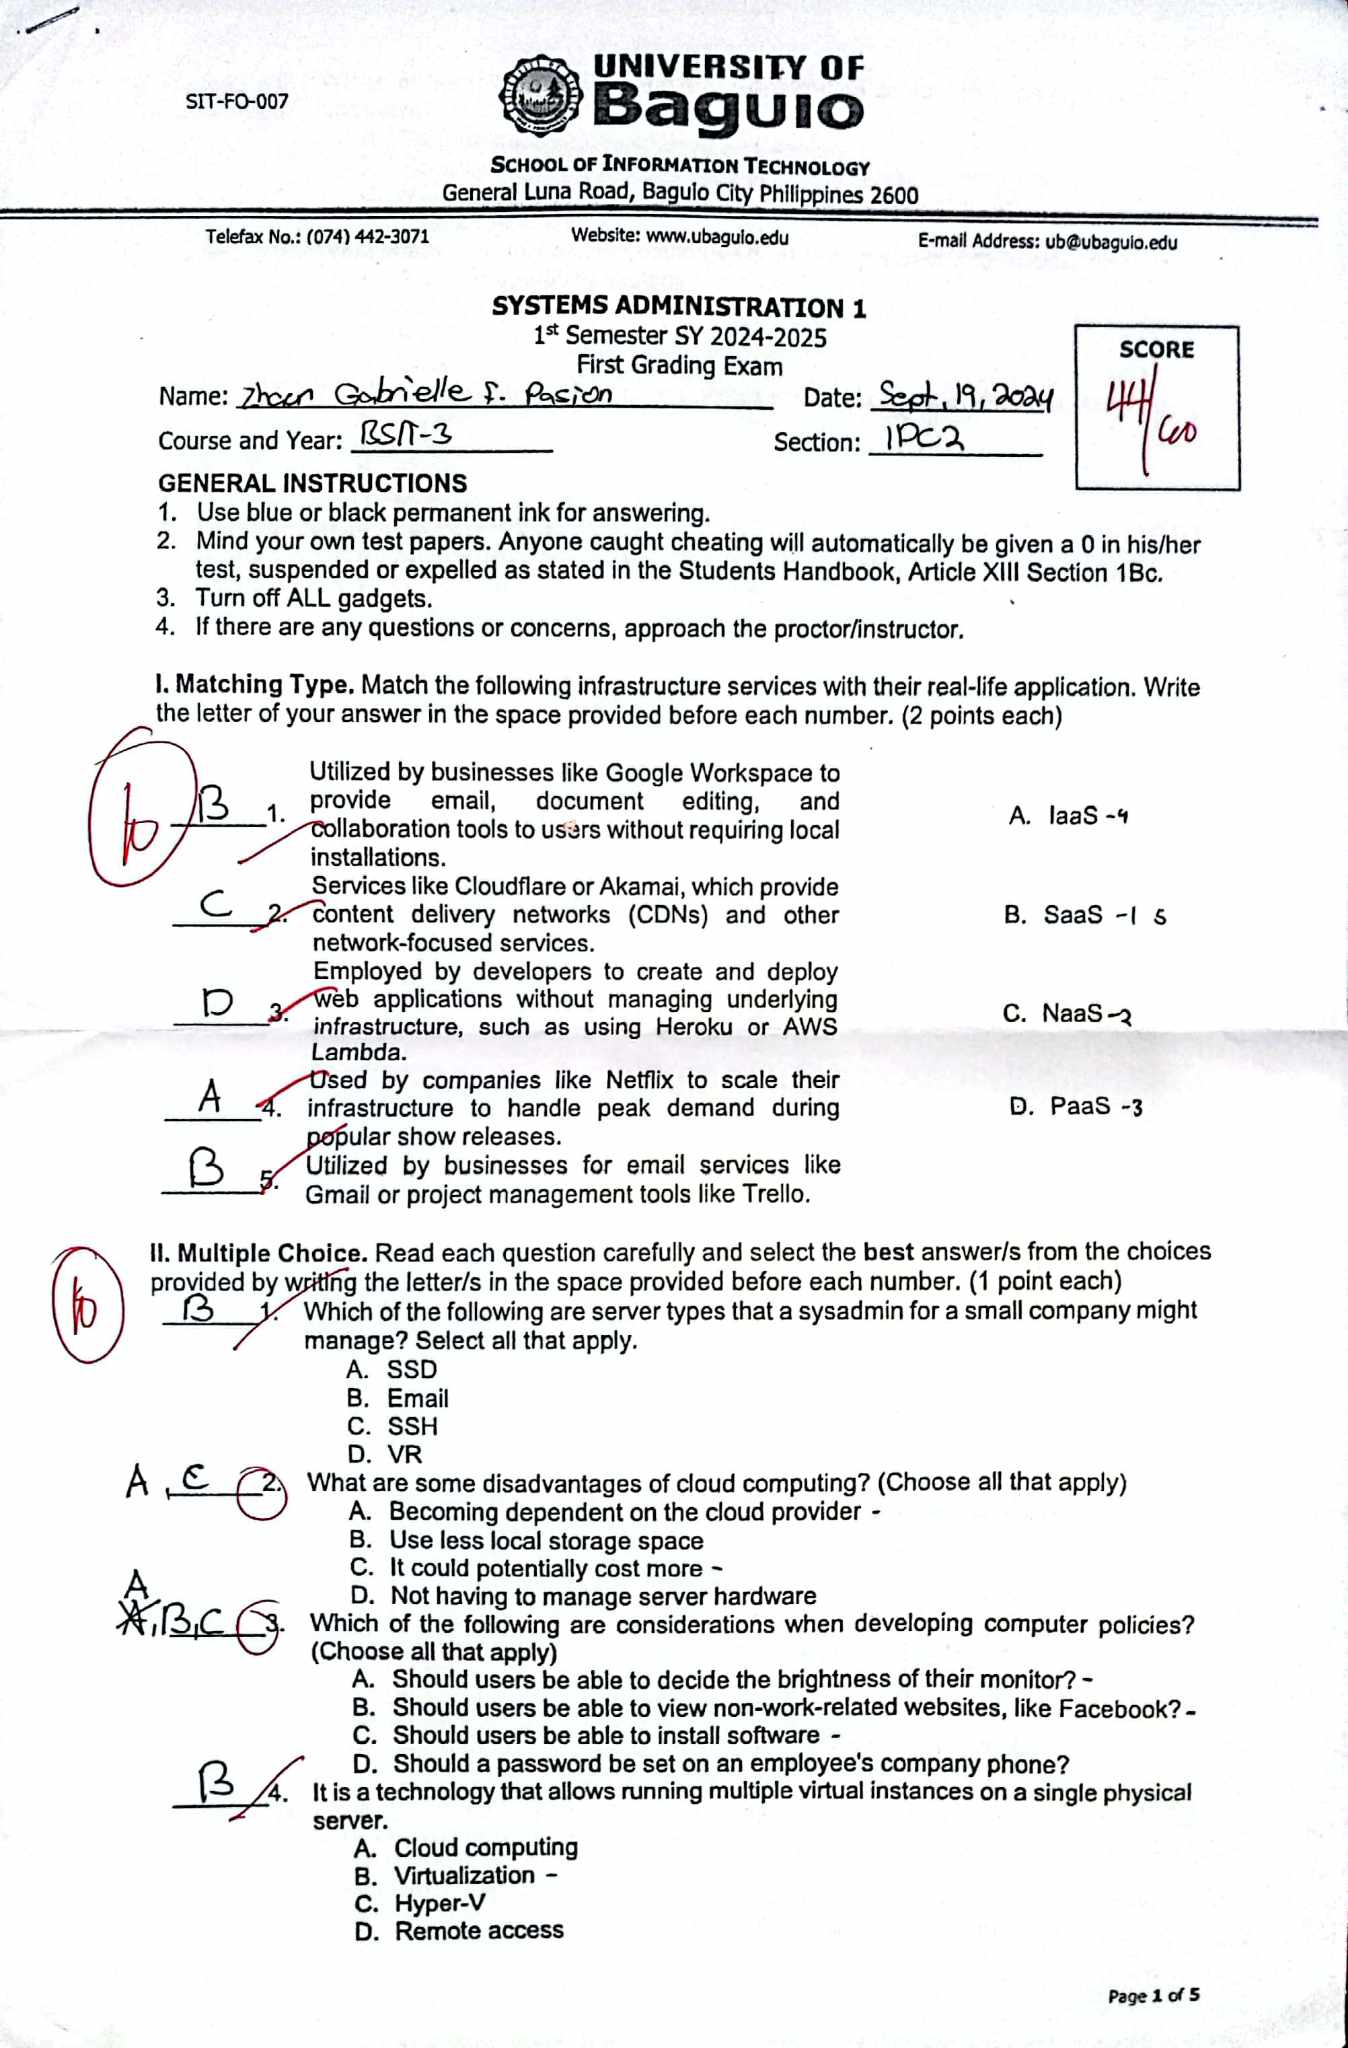 SIT-FO-007
UNIVERSITY OF
Baguio
SCHOOL OF INFORMATION TECHNOLOGY
General Luna Road, Baguio City Philippines 2600
Telefax No.: (074) 442-3071 Website: www.ubaguio.edu E-mail Address: ub@ubaguio.edu
SYSTEMS ADMINISTRATION 1
1st Semester SY 2024-2025
First Grading Exam
SCORE
44/60
Name: Gabrielle F. Pasion Date: Sept, 19, 2024
Course and Year: BSIT-3 Section: IPC2
GENERAL INSTRUCTIONS
1. Use blue or black permanent ink for answering.
2. Mind your own test papers. Anyone caught cheating will automatically be given a 0 in his/her
test, suspended or expelled as stated in the Students Handbook, Article XIII Section 1Bc.
3. Turn off ALL gadgets.
4. If there are any questions or concerns, approach the proctor/instructor.
I. Matching Type. Match the following infrastructure services with their real-life application. Write
the letter of your answer in the space provided before each number. (2 points each)
10
B 1. Utilized by businesses like Google Workspace to
provide email, document editing, and
collaboration tools to users without requiring local
installations.
A. IaaS -4
C 2. Services like Cloudflare or Akamai, which provide
content delivery networks (CDNs) and other
network-focused services.
B. SaaS -1 5
D 3. Employed by developers to create and deploy
web applications without managing underlying
infrastructure, such as using Heroku or AWS
Lambda.
C. NaaS -2
A 4. Used by companies like Netflix to scale their
infrastructure to handle peak demand during
popular show releases.
D. PaaS -3
B 5. Utilized by businesses for email services like
Gmail or project management tools like Trello.
II. Multiple Choice. Read each question carefully and select the best answer/s from the choices
provided by writing the letter/s in the space provided before each number. (1 point each)
10
B 1. Which of the following are server types that a sysadmin for a small company might
manage? Select all that apply.
A. SSD
B. Email
C. SSH
D. VR
A, C 2. What are some disadvantages of cloud computing? (Choose all that apply)
A. Becoming dependent on the cloud provider -
B. Use less local storage space
C. It could potentially cost more -
D. Not having to manage server hardware
A
A,B,C 3. Which of the following are considerations when developing computer policies?
(Choose all that apply)
A. Should users be able to decide the brightness of their monitor? -
B. Should users be able to view non-work-related websites, like Facebook? -
C. Should users be able to install software -
D. Should a password be set on an employee's company phone?
B 4. It is a technology that allows running multiple virtual instances on a single physical
server.
A. Cloud computing
B. Virtualization -
C. Hyper-V
D. Remote access
Page 1 of 5